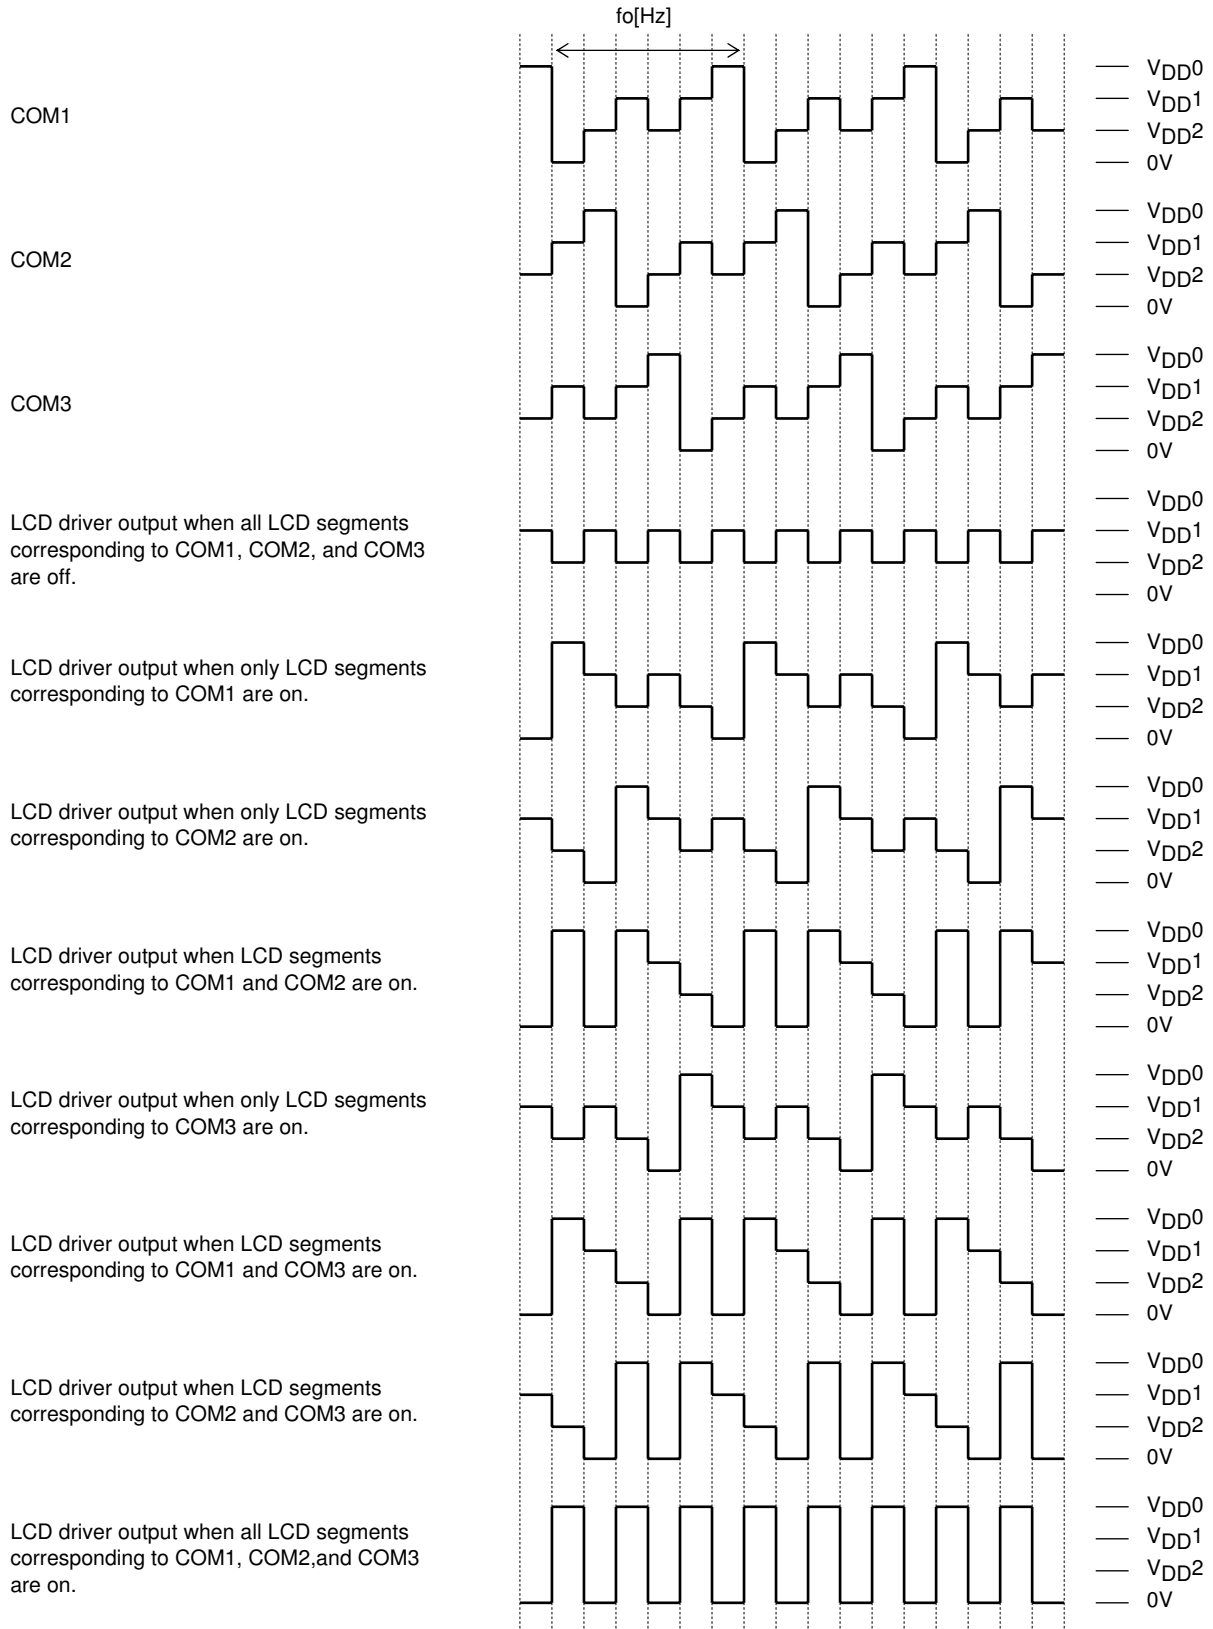 fo[Hz]
COM1
VDD0
VDD1
VDD2
0V
COM2
VDD0
VDD1
VDD2
0V
COM3
VDD0
VDD1
VDD2
0V
LCD driver output when all LCD segments
corresponding to COM1, COM2, and COM3
are off.
VDD0
VDD1
VDD2
0V
LCD driver output when only LCD segments
corresponding to COM1 are on.
VDD0
VDD1
VDD2
0V
LCD driver output when only LCD segments
corresponding to COM2 are on.
VDD0
VDD1
VDD2
0V
LCD driver output when LCD segments
corresponding to COM1 and COM2 are on.
VDD0
VDD1
VDD2
0V
LCD driver output when only LCD segments
corresponding to COM3 are on.
VDD0
VDD1
VDD2
0V
LCD driver output when LCD segments
corresponding to COM1 and COM3 are on.
VDD0
VDD1
VDD2
0V
LCD driver output when LCD segments
corresponding to COM2 and COM3 are on.
VDD0
VDD1
VDD2
0V
LCD driver output when all LCD segments
corresponding to COM1, COM2,and COM3
are on.
VDD0
VDD1
VDD2
0V